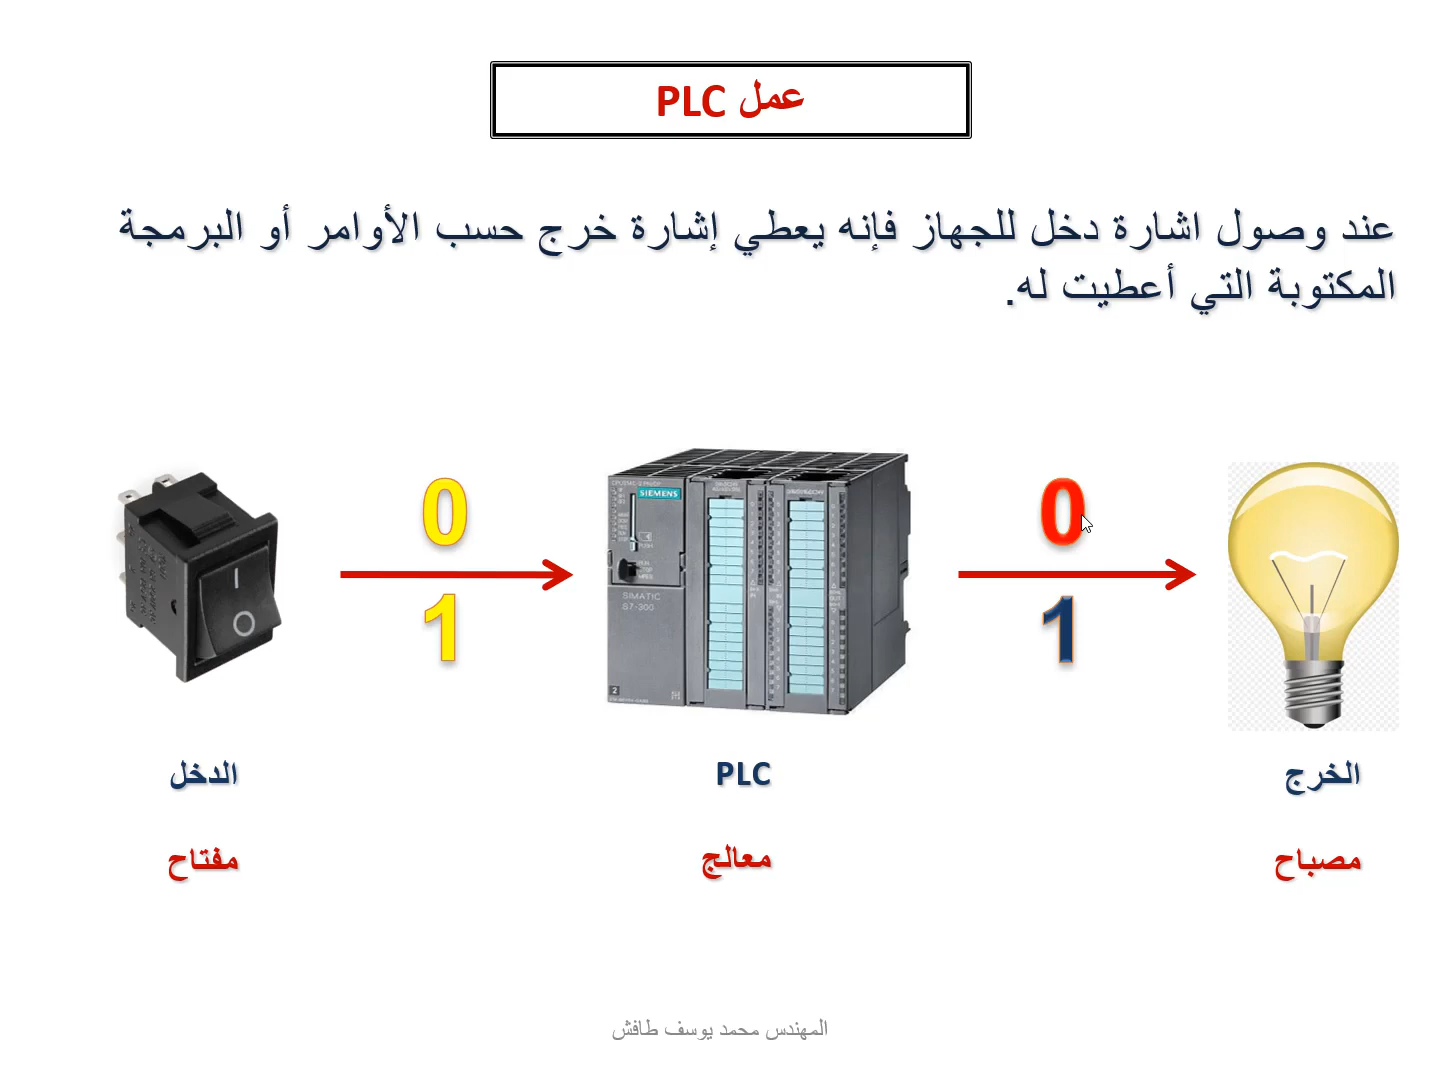 عمل PLC
عند وصول اشارة دخل للجهاز فإنه يعطي إشارة خرج حسب الأوامر أو البرمجة
المكتوبة التي أعطيت له.
0
1
SIEMENS
SIMATIC
S7-300
2
0
1
الدخل
PLC
الخرج
مفتاح
معالج
مصباح
المهندس محمد يوسف طافش